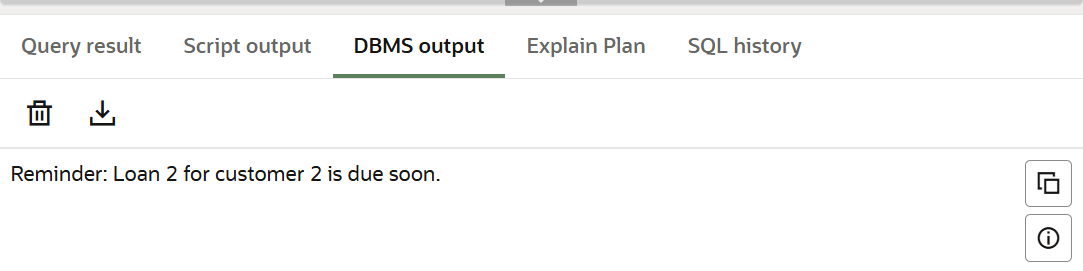 Query result Script output DBMS output Explain Plan SQL history
Reminder: Loan 2 for customer 2 is due soon.